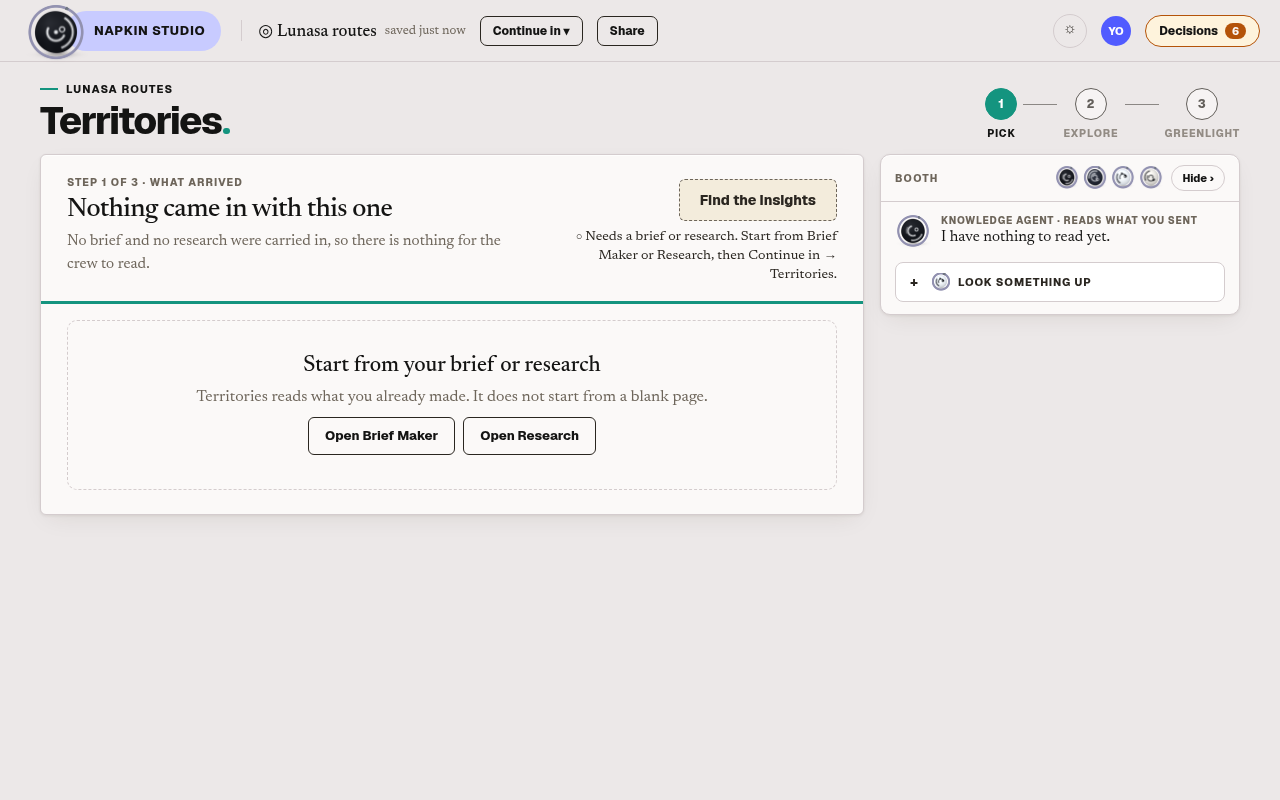 NAPKIN STUDIO
◎ Lunasa routes saved just now
Continue in ▾
Share
☼
YO
Decisions 6
LUNASA ROUTES
Territories.
1
2
3
PICK
EXPLORE
GREENLIGHT
STEP 1 OF 3 · WHAT ARRIVED
Nothing came in with this one
No brief and no research were carried in, so there is nothing for the
crew to read.
Find the Insights
○ Needs a brief or research. Start from Brief
Maker or Research, then Continue in →
Territories.
Start from your brief or research
Territories reads what you already made. It does not start from a blank page.
Open Brief Maker
Open Research
BOOTH
Hide ›
KNOWLEDGE AGENT · READS WHAT YOU SENT
I have nothing to read yet.
+ LOOK SOMETHING UP